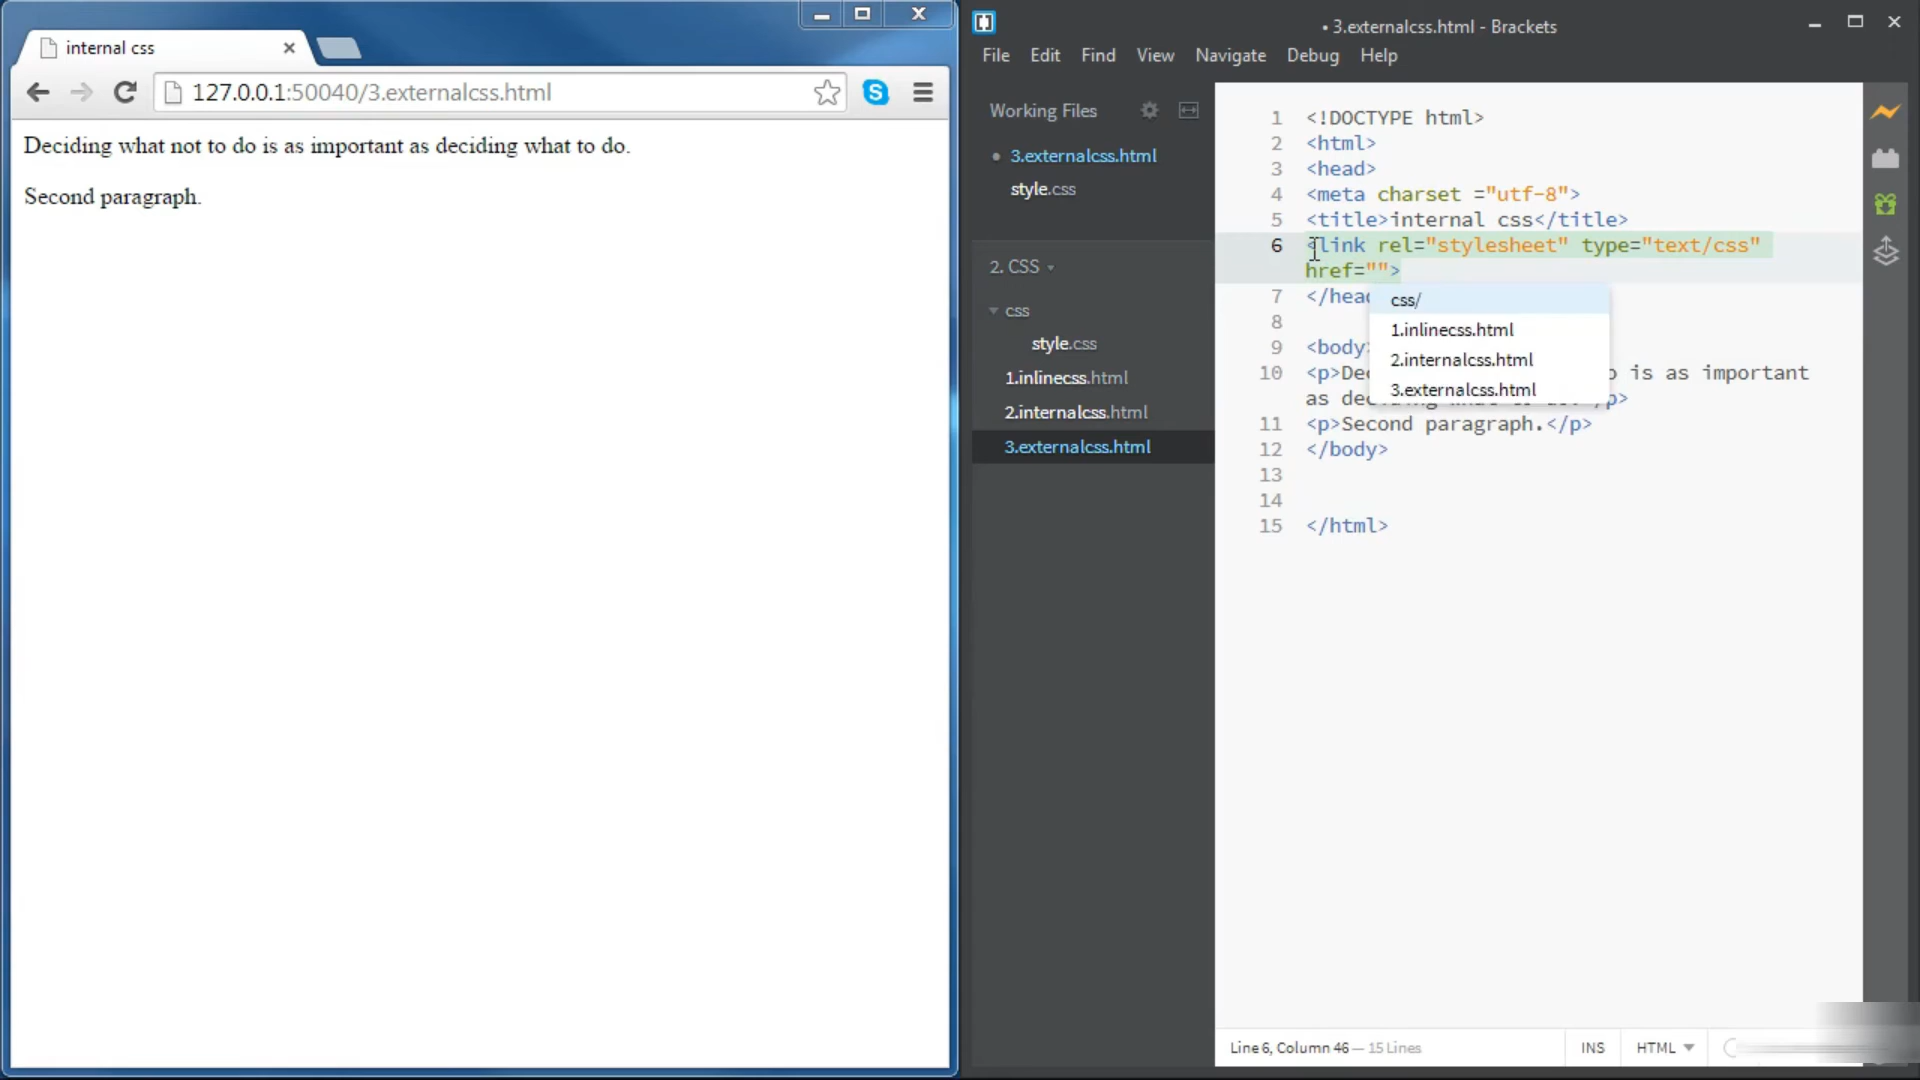 internal css
127.0.0.1:50040/3.externalcss.html
Deciding what not to do is as important as deciding what to do.
Second paragraph.
• 3.externalcss.html - Brackets
File Edit Find View Navigate Debug Help
Working Files
3.externalcss.html
style.css
2. CSS
css
style.css
1.inlinecss.html
2.internalcss.html
3.externalcss.html
1 <!DOCTYPE html>
2 <html>
3 <head>
4 <meta charset ="utf-8">
5 <title>internal css</title>
6 <link rel="stylesheet" type="text/css"
href="">
7 </head
css/
8
1.inlinecss.html
9 <body>
2.internalcss.html
10 <p>De o is as important
3.externalcss.html
as dec p>
11 <p>Second paragraph.</p>
12 </body>
13
14
15 </html>
Line 6, Column 46 — 15 Lines
INS
HTML
S